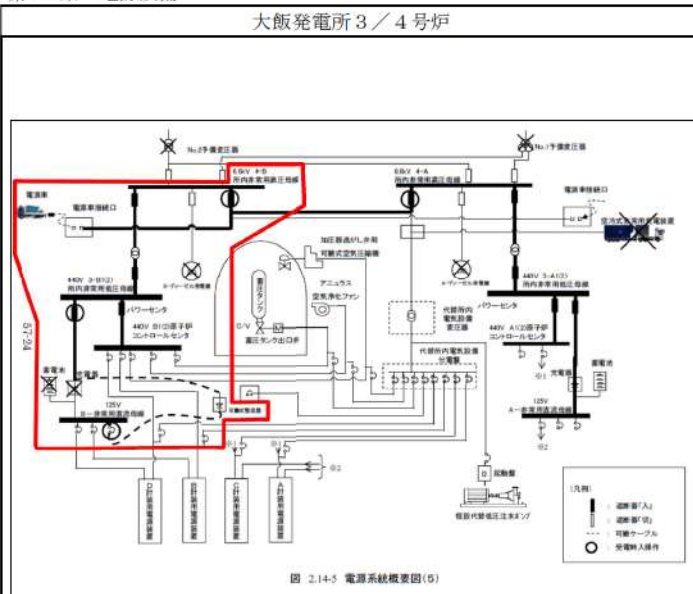 大飯発電所３／４号炉
No.2予備変圧器
No.1予備変圧器
6.6kV 4-B
所内非常用高圧母線
6.6kV 4-A
所内非常用高圧母線
電源車
電源車接続口
電源車接続口
空冷式非常用発電装置
加圧器逃がし弁用
可搬式空気圧縮機
B-ディーゼル発電機
A-ディーゼル発電機
蓄圧タンク
アニュラス
空気浄化ファン
C/V
蓄圧タンク出口弁
440V 3-B1(2)
所内非常用低圧母線
パワーセンタ
440V B1(2)原子炉
コントロールセンタ
代替所内
電気設備
変圧器
代替所内電気設備
分電盤
440V 3-A1(2)
所内非常用低圧母線
パワーセンタ
440V A1(2)原子炉
コントロールセンタ
57-24
蓄電池
充電器
可搬式整流器
充電器
蓄電池
※1
125V
B－非常用直流母線
125V
A－非常用直流母線
※2
※1
※1
※2
D計装用電源装置
B計装用電源装置
C計装用電源装置
A計装用電源装置
起動盤
恒設代替低圧注水ポンプ
(凡例)
： 遮断器「入」
： 遮断器「切」
： 可搬ケーブル
： 受電時入操作
図 2.14-5 電源系統概要図(5)